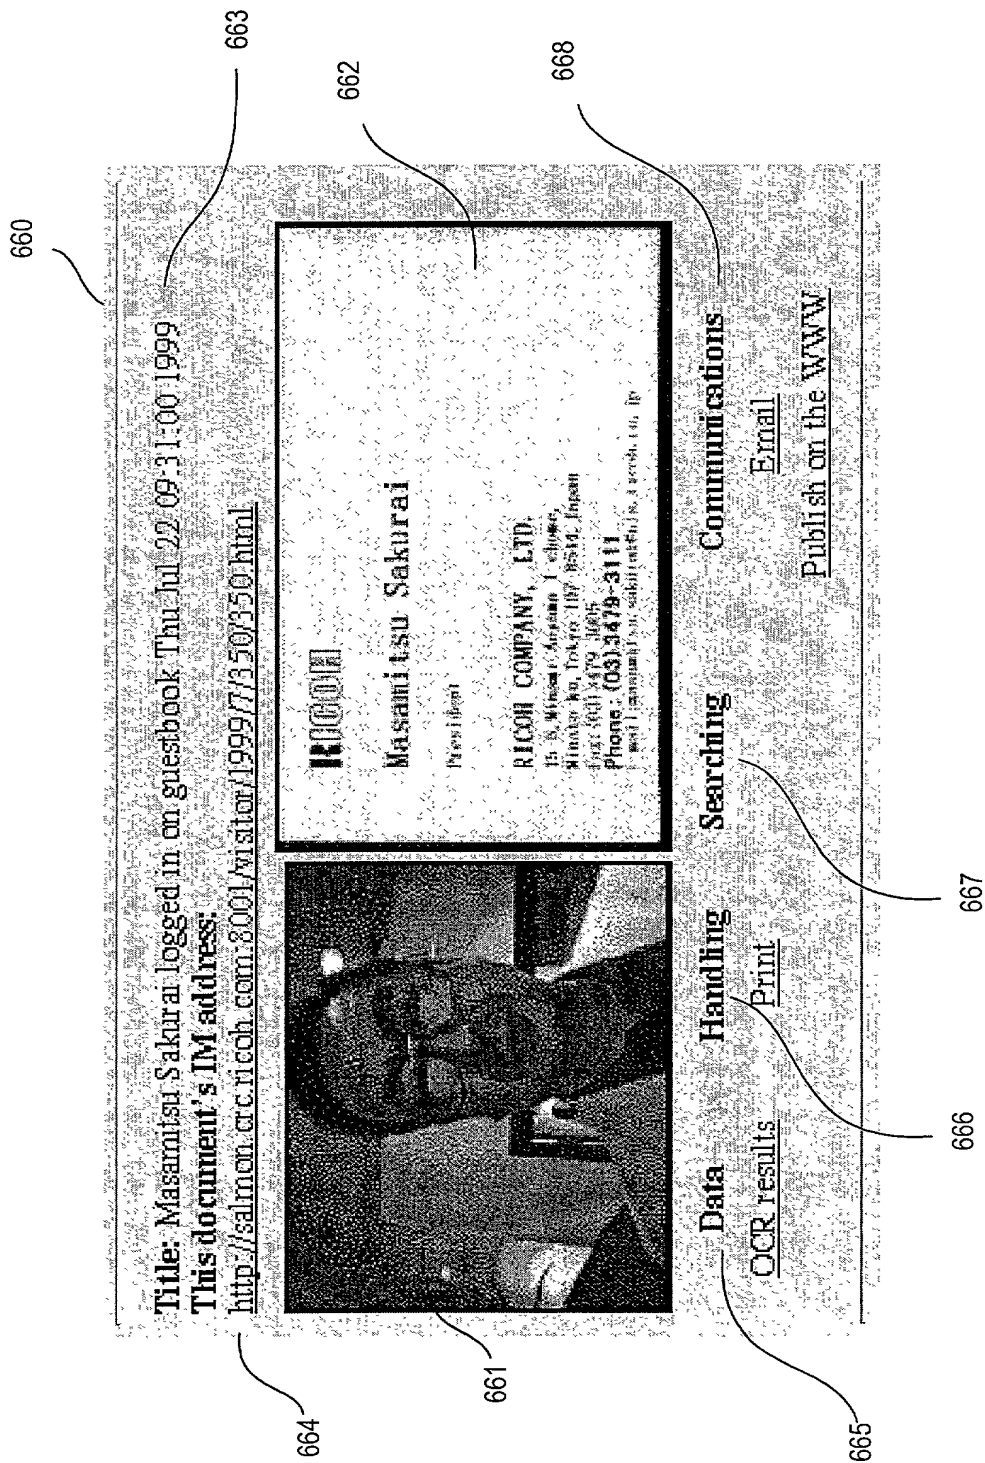 660
663
662
668
Title: Masamitsu Sakurai logged in on guestbook Thu Jul 22 09:31:00 1999
This document's IM address:
http://salmon.crc.ricoh.com:8001/visitor/1999/7/350/350.html
RICOH
Masamitsu Sakurai
President
RICOH COMPANY, LTD.
Phone: (03)3479-3111
Data Handling Searching Communications
OCR results Print Email
Publish on the WWW
664
661
665
666
667